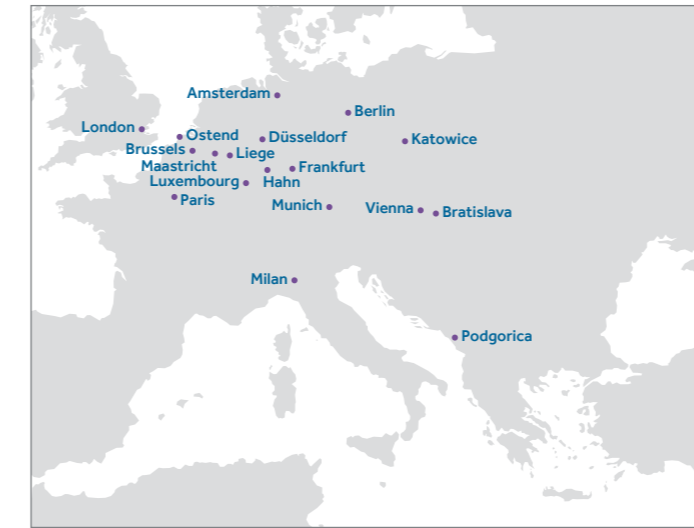 Amsterdam
Berlin
London
Ostend
Düsseldorf
Katowice
Brussels
Liege
Maastricht
Frankfurt
Luxembourg
Hahn
Paris
Munich
Vienna
Bratislava
Milan
Podgorica